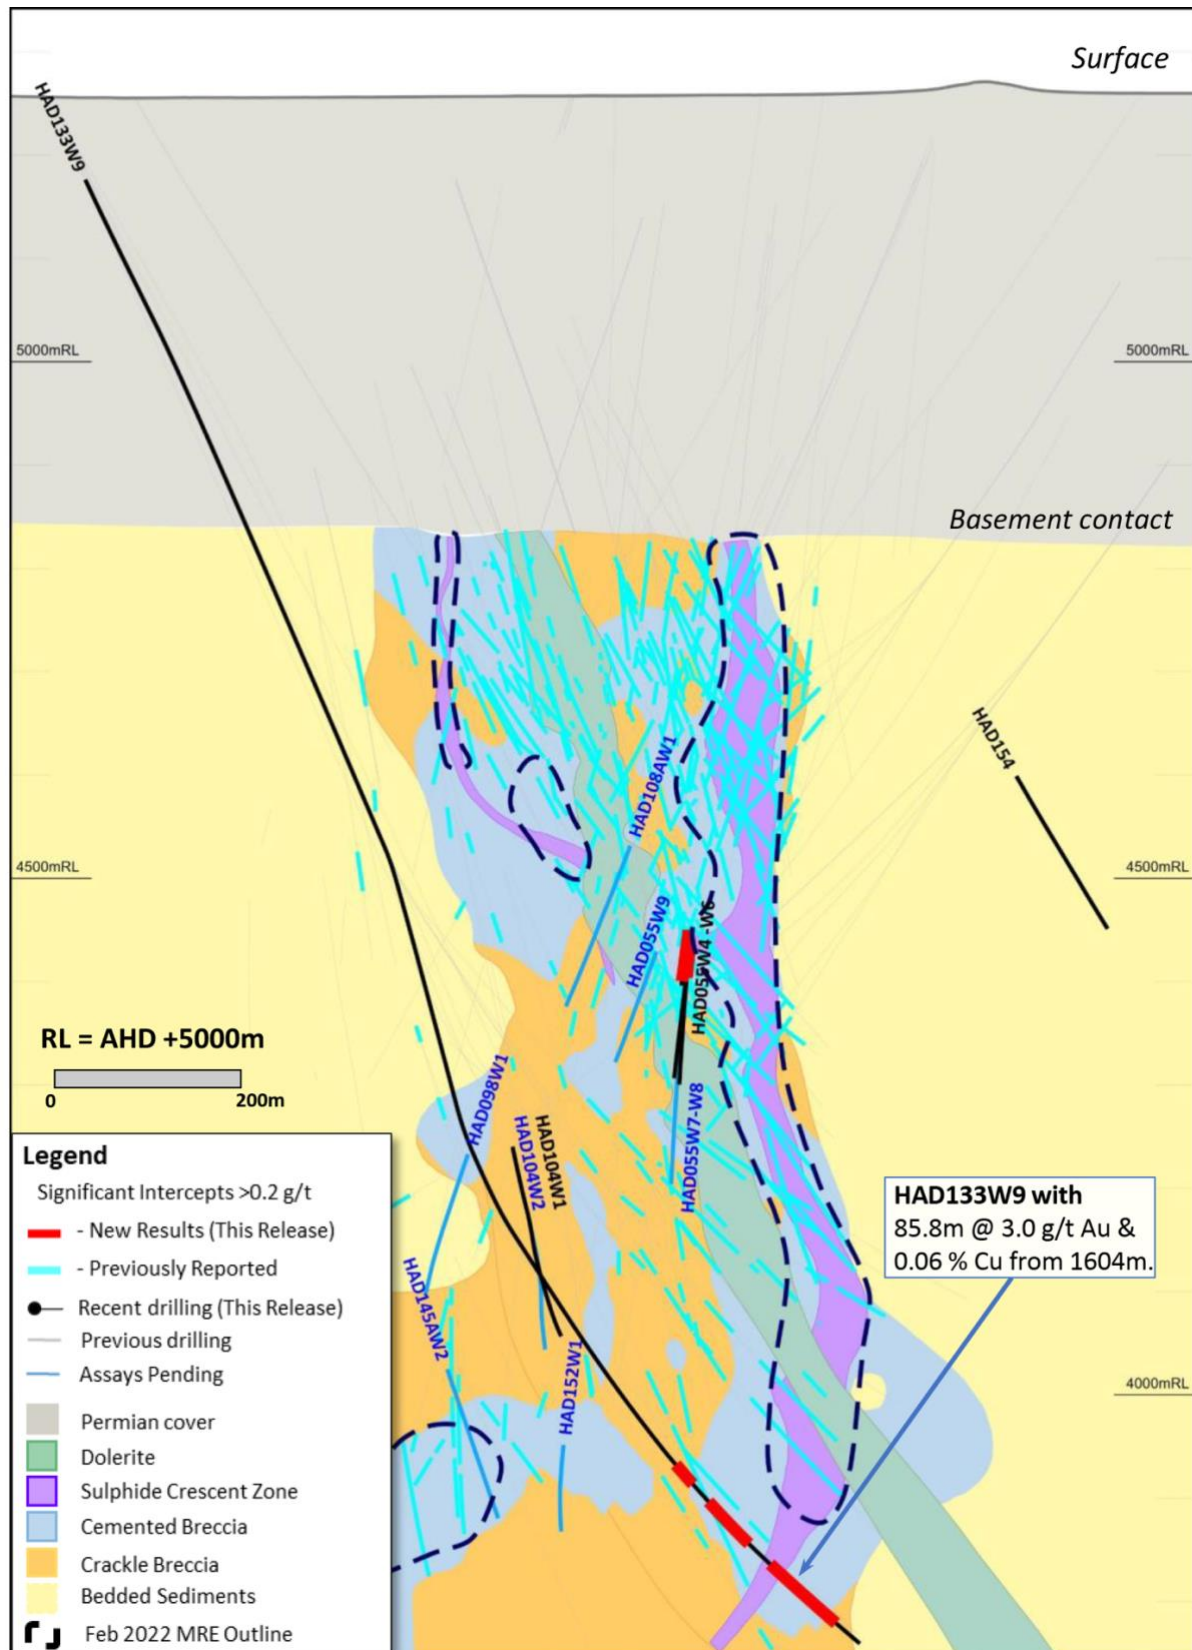 Surface
HAD133W9
5000mRL
5000mRL
Basement contact
HAD154
HAD108AW1
4500mRL
4500mRL
HAD055W9
HAD055W4 -W6
RL = AHD +5000m
0
200m
HAD098W1
HAD104W1
HAD104W2
HAD055W7-W8
HAD133W9 with
85.8m @ 3.0 g/t Au &
0.06 % Cu from 1604m.
HAD145AW2
HAD152W1
4000mRL
Legend
Significant Intercepts >0.2 g/t
- New Results (This Release)
- Previously Reported
Recent drilling (This Release)
Previous drilling
Assays Pending
Permian cover
Dolerite
Sulphide Crescent Zone
Cemented Breccia
Crackle Breccia
Bedded Sediments
Feb 2022 MRE Outline